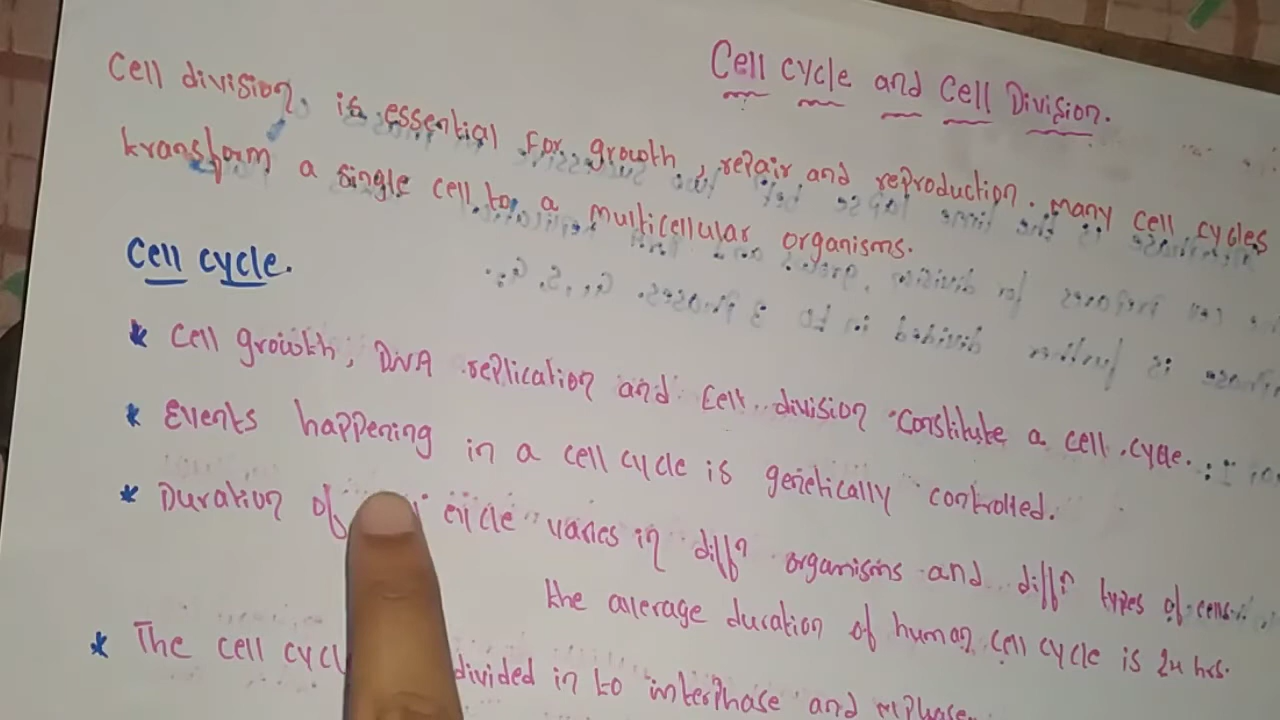 Cell cycle and Cell Division.
Cell division is essential for growth, repair and reproduction. Many cell cycles
transform a single cell to a multicellular organisms.
Cell cycle.
* Cell growth, DNA replication and Cell division constitute a cell cycle.
* Events happening in a cell cycle is genetically controlled.
* Duration of cycle varies in diffn organisms and diffn types of cells.
the average duration of human cell cycle is 24 hrs.
* The cell divided in to interphase and mphase.